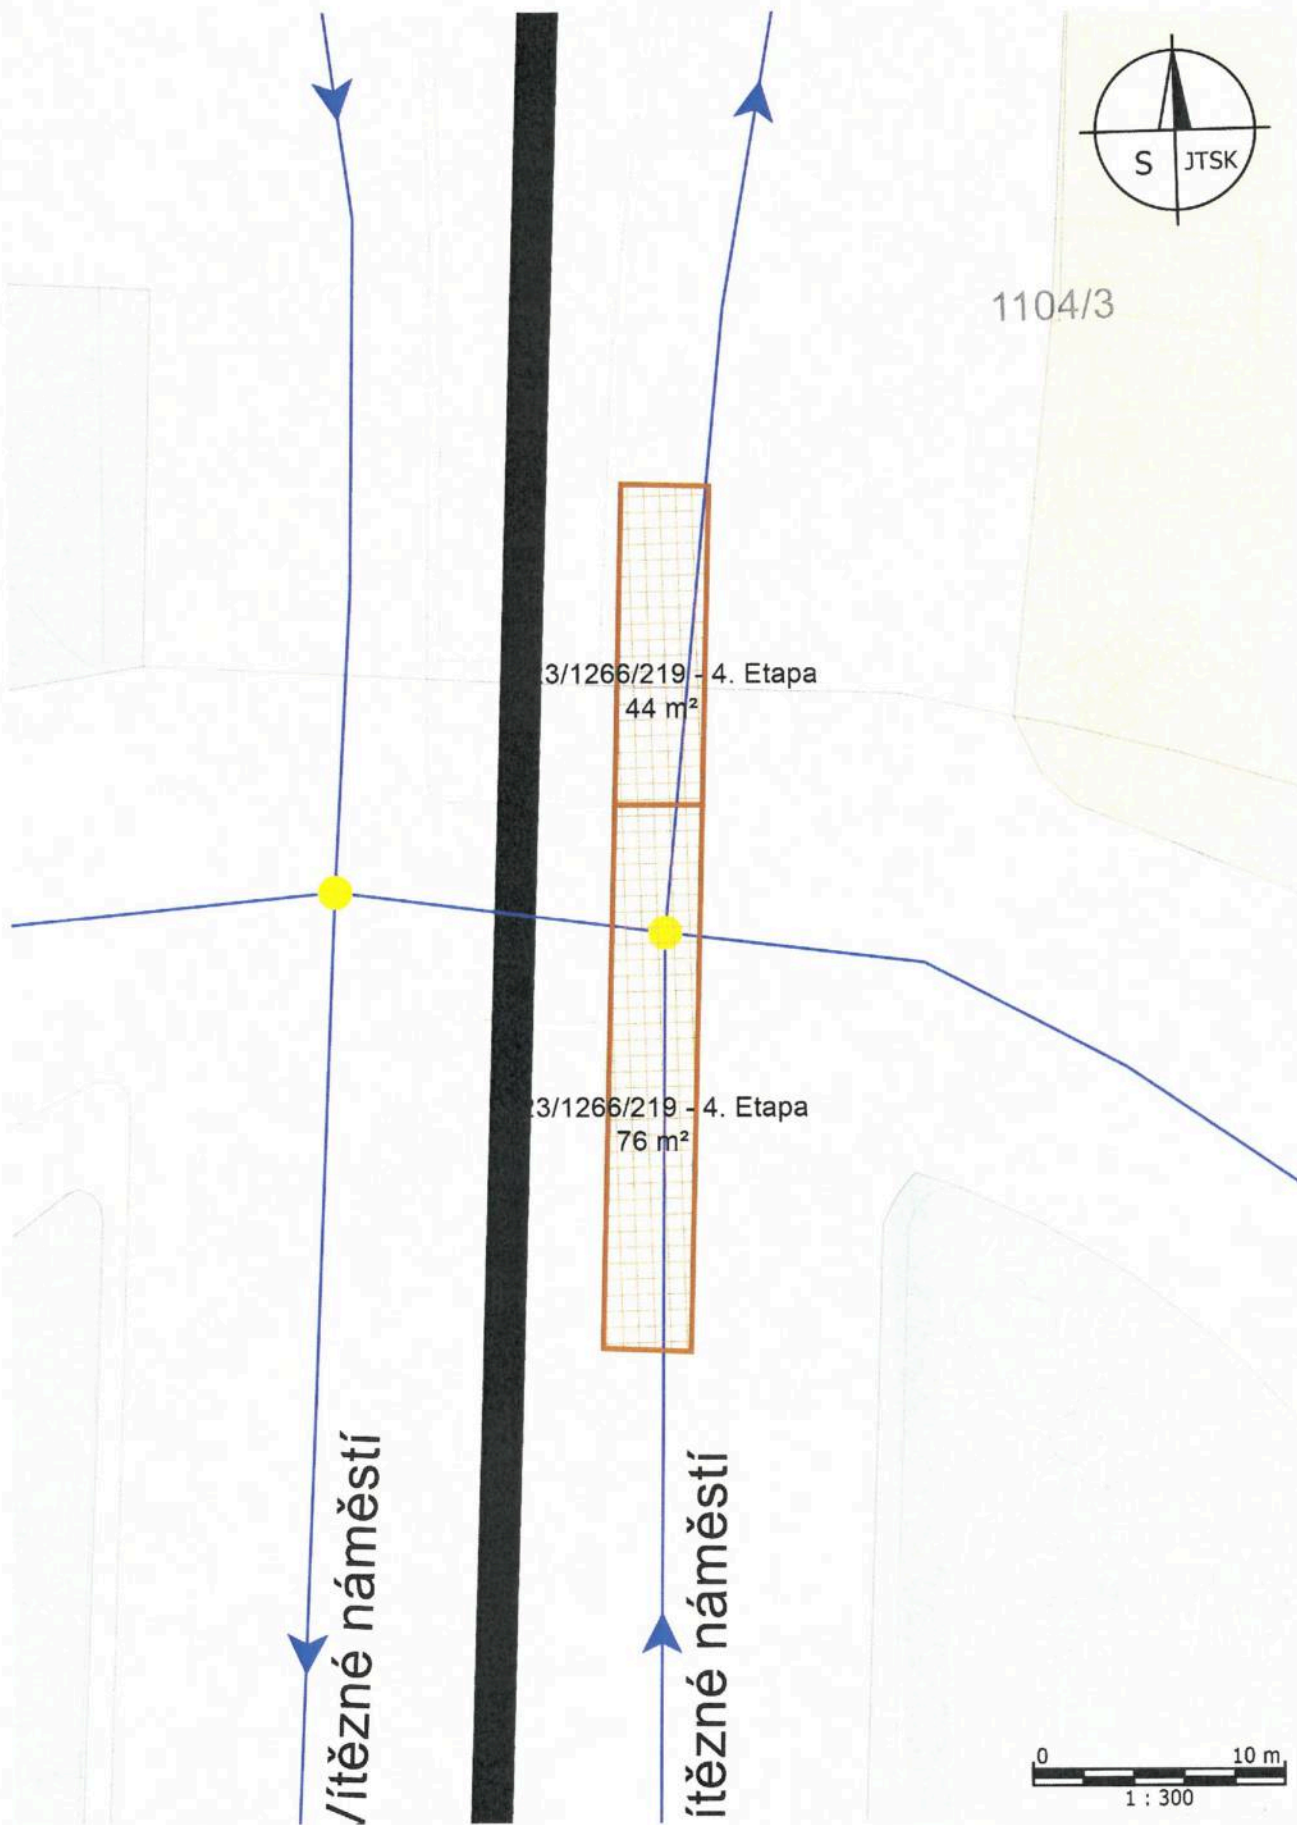 S JTSK
1104/3
3/1266/219 - 4. Etapa
44 m²
23/1266/219 - 4. Etapa
76 m²
Vítězné náměstí
ítězné náměstí
0 10 m
1 : 300